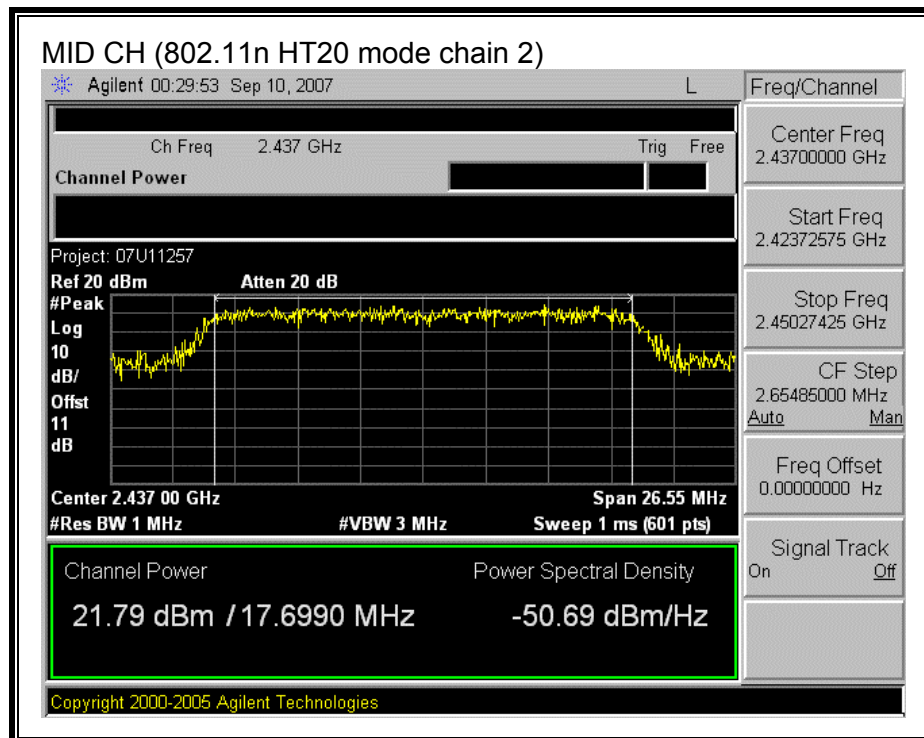 MID CH (802.11n HT20 mode chain 2)
Agilent 00:29:53 Sep 10, 2007 L
Freq/Channel
Ch Freq 2.437 GHz Trig Free
Channel Power
Center Freq
2.43700000 GHz
Start Freq
2.42372575 GHz
Stop Freq
2.45027425 GHz
CF Step
2.65485000 MHz
Auto Man
Freq Offset
0.00000000 Hz
Signal Track
On Off
Project: 07U11257
Ref 20 dBm Atten 20 dB
#Peak
Log
10
dB/
Offst
11
dB
Center 2.437 00 GHz Span 26.55 MHz
#Res BW 1 MHz #VBW 3 MHz Sweep 1 ms (601 pts)
Channel Power Power Spectral Density
21.79 dBm / 17.6990 MHz -50.69 dBm/Hz
Copyright 2000-2005 Agilent Technologies